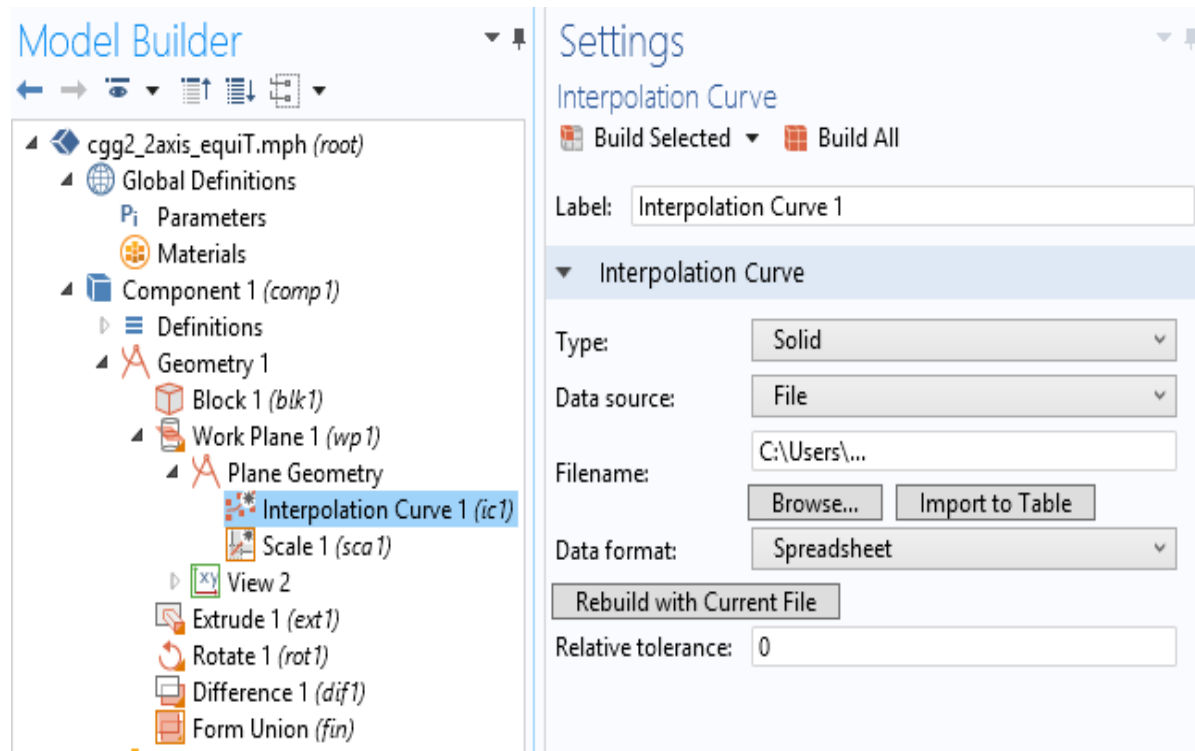 Model Builder
cgg2_2axis_equiT.mph (root)
Global Definitions
Pi Parameters
Materials
Component 1 (comp1)
Definitions
Geometry 1
Block 1 (blk1)
Work Plane 1 (wp1)
Plane Geometry
Interpolation Curve 1 (ic1)
Scale 1 (sca1)
xy View 2
Extrude 1 (ext1)
Rotate 1 (rot1)
Difference 1 (dif1)
Form Union (fin)
Settings
Interpolation Curve
Build Selected Build All
Label: Interpolation Curve 1
Interpolation Curve
Type: Solid
Data source: File
Filename: C:\Users\...
Browse... Import to Table
Data format: Spreadsheet
Rebuild with Current File
Relative tolerance: 0